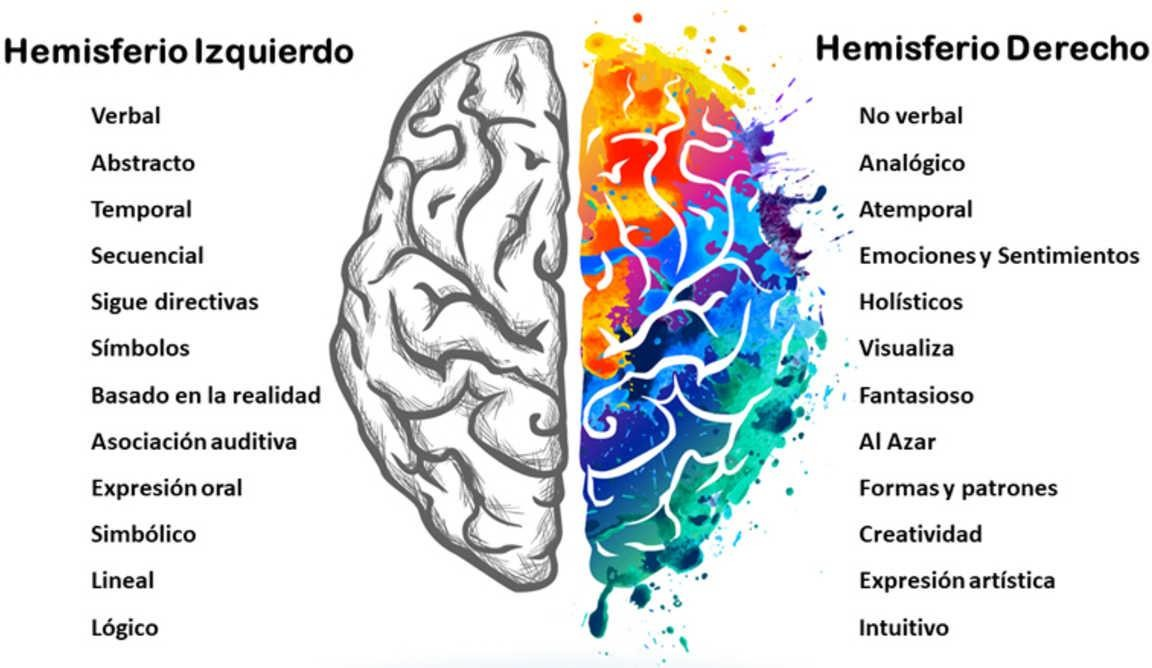 Hemisferio Izquierdo
Verbal
Abstracto
Temporal
Secuencial
Sigue directivas
Símbolos
Basado en la realidad
Asociación auditiva
Expresión oral
Simbólico
Lineal
Lógico
Hemisferio Derecho
No verbal
Analógico
Atemporal
Emociones y Sentimientos
Holísticos
Visualiza
Fantasioso
Al Azar
Formas y patrones
Creatividad
Expresión artística
Intuitivo